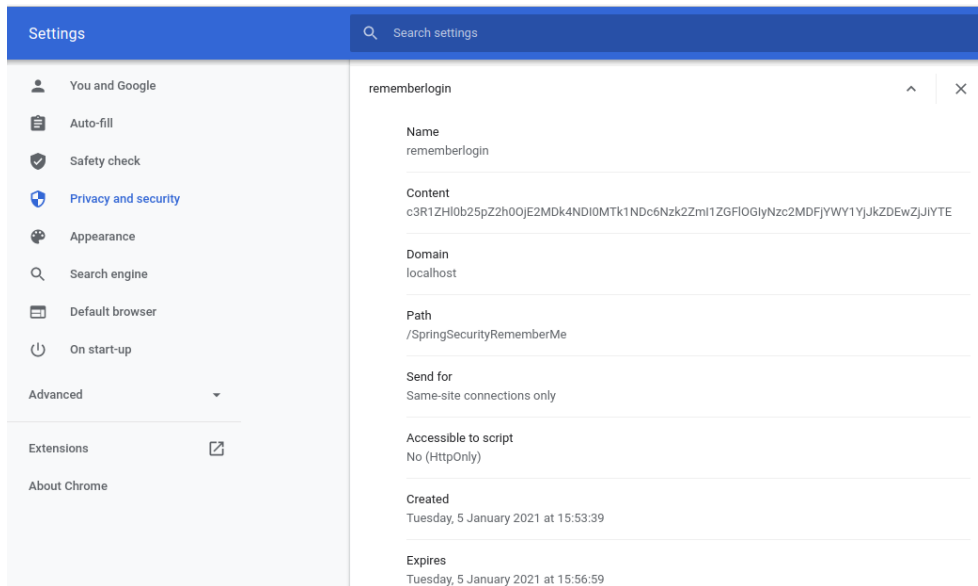 Settings
Search settings
You and Google
Auto-fill
Safety check
Privacy and security
Appearance
Search engine
Default browser
On start-up
Advanced
Extensions
About Chrome
rememberlogin
Name
rememberlogin
Content
c3R1ZHl0b25pZ2h0OjE2MDk4NDI0MTk1NDc6Nzk2ZmI1ZGFlOGIyNzc2MDFjYWY1YjJkZDEwZjJiYTE
Domain
localhost
Path
/SpringSecurityRememberMe
Send for
Same-site connections only
Accessible to script
No (HttpOnly)
Created
Tuesday, 5 January 2021 at 15:53:39
Expires
Tuesday, 5 January 2021 at 15:56:59